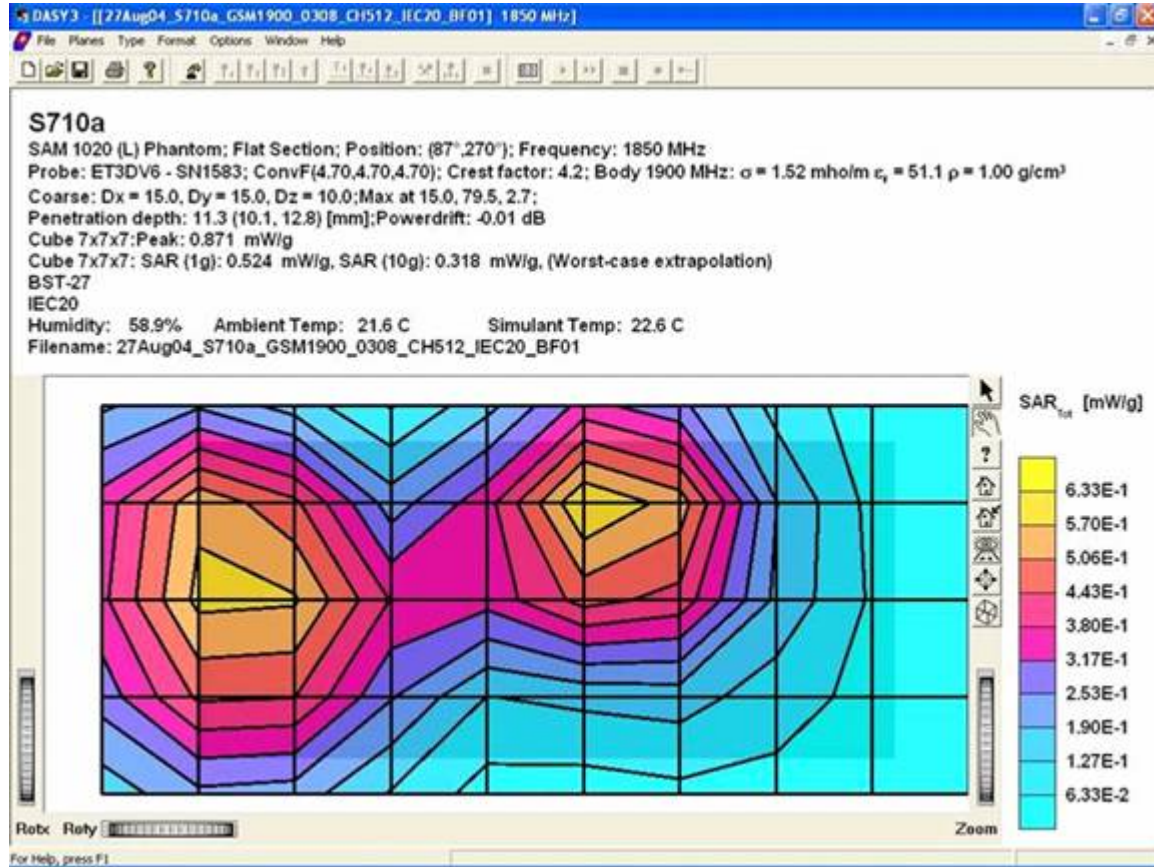 DASY3 - [[27Aug04_S710a_GSM1900_0308_CH512_IEC20_BF01] 1850 MHz]
File Planes Type Format Options Window Help
S710a
SAM 1020 (L) Phantom; Flat Section; Position: (87°,270°); Frequency: 1850 MHz
Probe: ET3DV6 - SN1583; ConvF(4.70,4.70,4.70); Crest factor: 4.2; Body 1900 MHz: σ = 1.52 mho/m εr = 51.1 ρ = 1.00 g/cm³
Coarse: Dx = 15.0, Dy = 15.0, Dz = 10.0;Max at 15.0, 79.5, 2.7;
Penetration depth: 11.3 (10.1, 12.8) [mm];Powerdrift: -0.01 dB
Cube 7x7x7:Peak: 0.871 mW/g
Cube 7x7x7: SAR (1g): 0.524 mW/g, SAR (10g): 0.318 mW/g, (Worst-case extrapolation)
BST-27
IEC20
Humidity: 58.9% Ambient Temp: 21.6 C Simulant Temp: 22.6 C
Filename: 27Aug04_S710a_GSM1900_0308_CH512_IEC20_BF01
SARTot [mW/g]
6.33E-1
5.70E-1
5.06E-1
4.43E-1
3.80E-1
3.17E-1
2.53E-1
1.90E-1
1.27E-1
6.33E-2
Rotx Roty Zoom
For Help, press F1